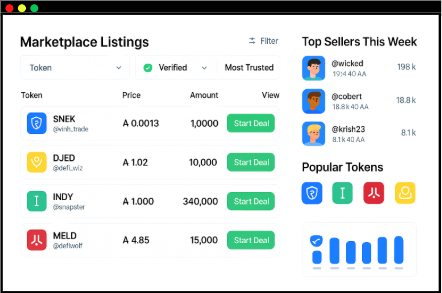 Marketplace Listings
Filter
Token
Verified
Most Trusted
Token Price Amount View
SNEK
@vinh_trade
A 0.0013 1,0000 Start Deal
DJED
@defi_wiz
A 1.02 10,000 Start Deal
INDY
@snapster
A 1.000 340,000 Start Deal
MELD
@defiwolf
A 4.85 15,000 Start Deal
Top Sellers This Week
@wicked
19:4 40 AA
198 k
@cobert
18.8k 40 AA
18.8 k
@krish23
8.1k 40 AA
8.1 k
Popular Tokens